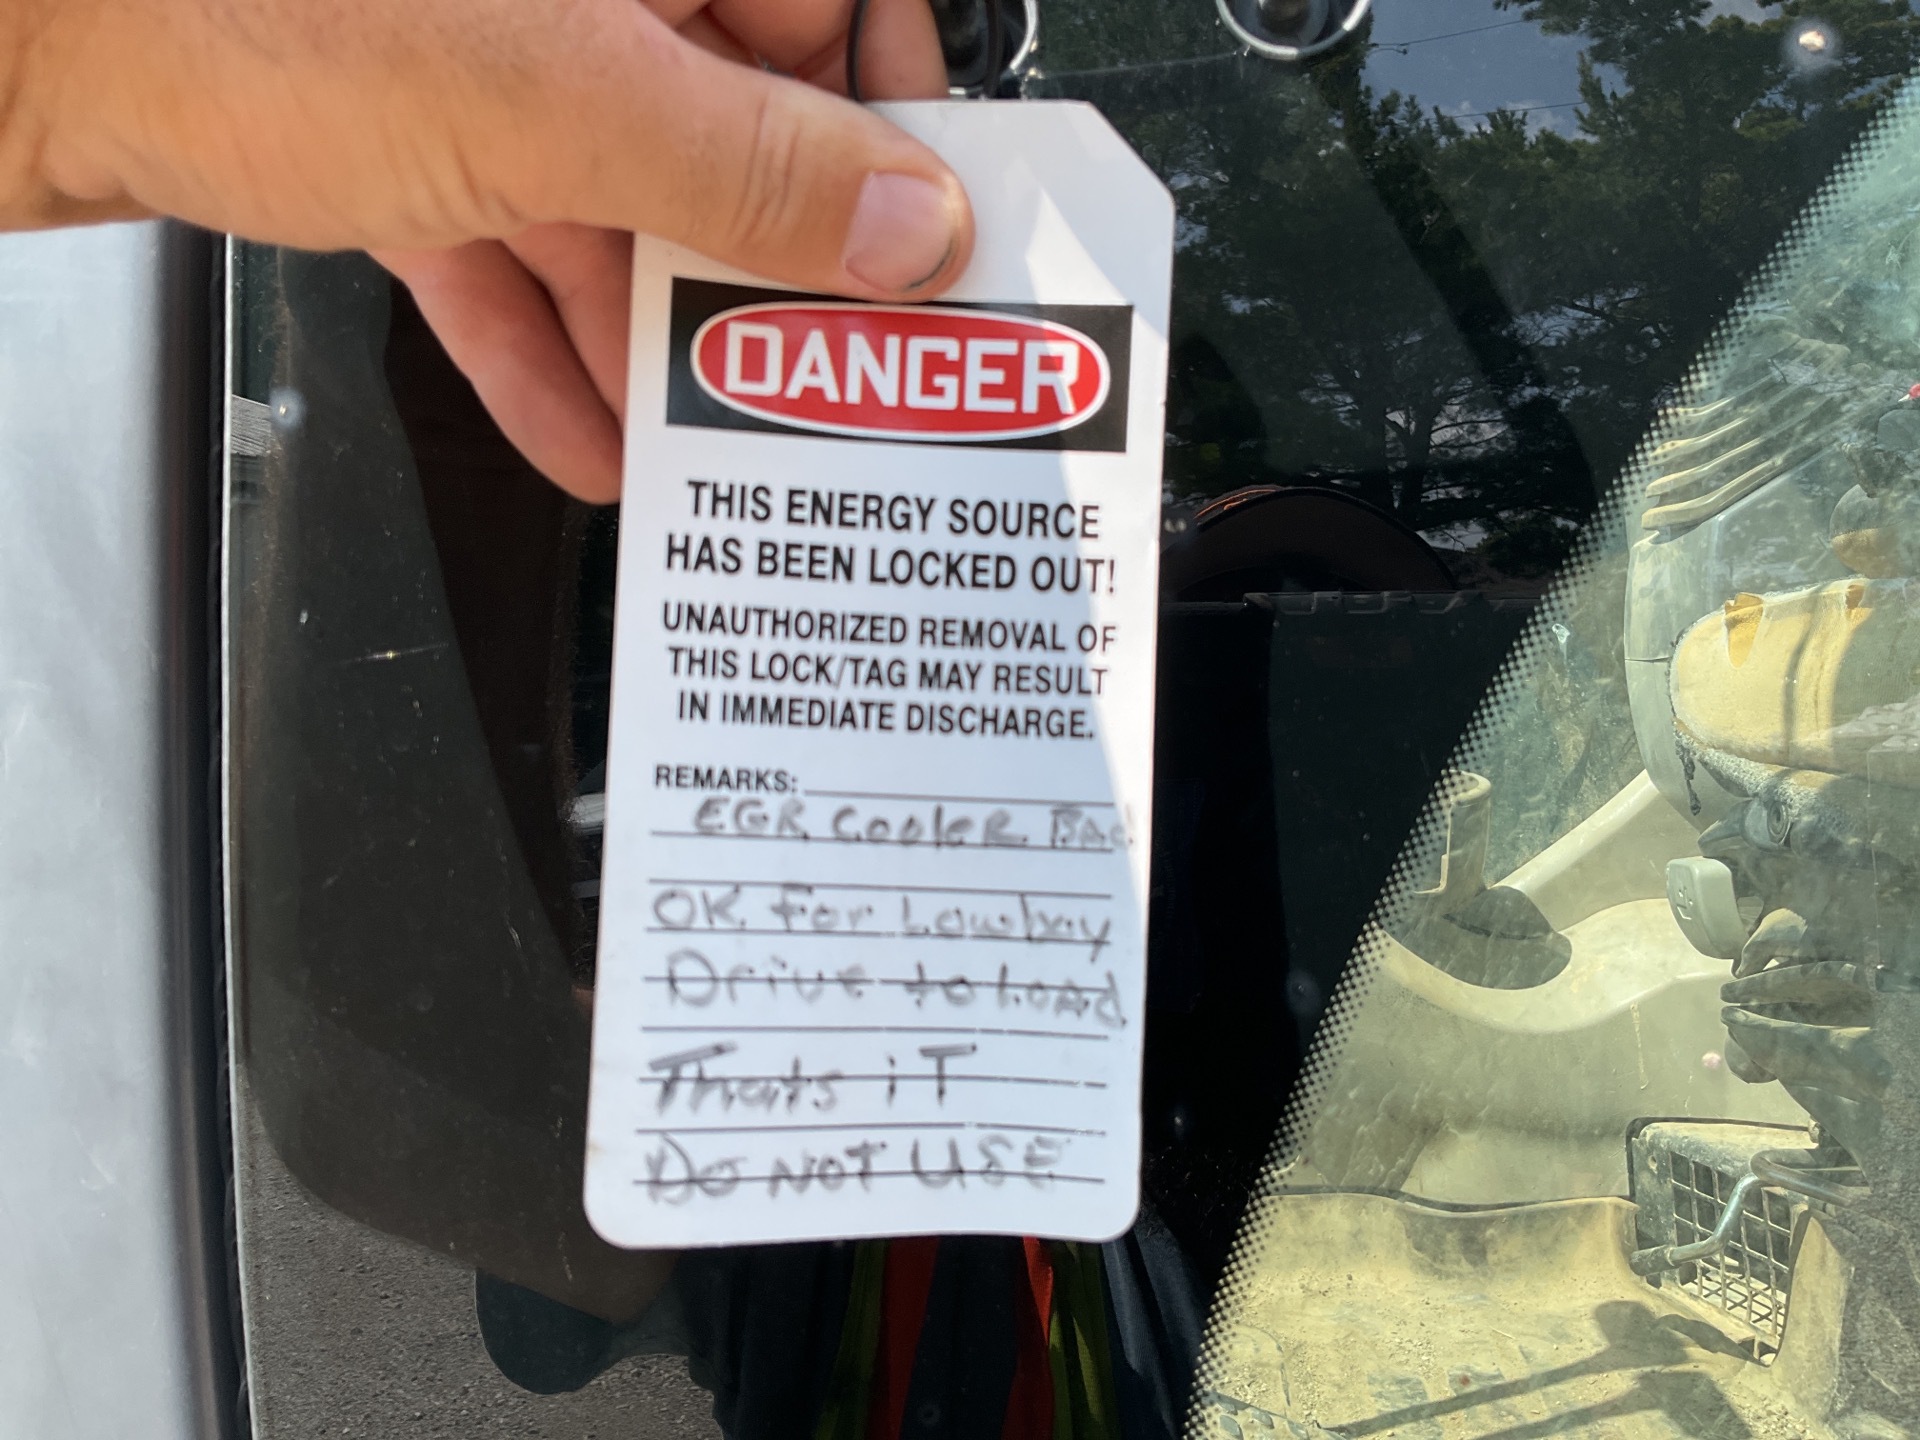 DANGER
THIS ENERGY SOURCE
HAS BEEN LOCKED OUT!
UNAUTHORIZED REMOVAL OF
THIS LOCK/TAG MAY RESULT
IN IMMEDIATE DISCHARGE.
REMARKS:
EGR Cooler Bad
OK For Lowboy
Drive to Load
Thats iT
Do NOT USE